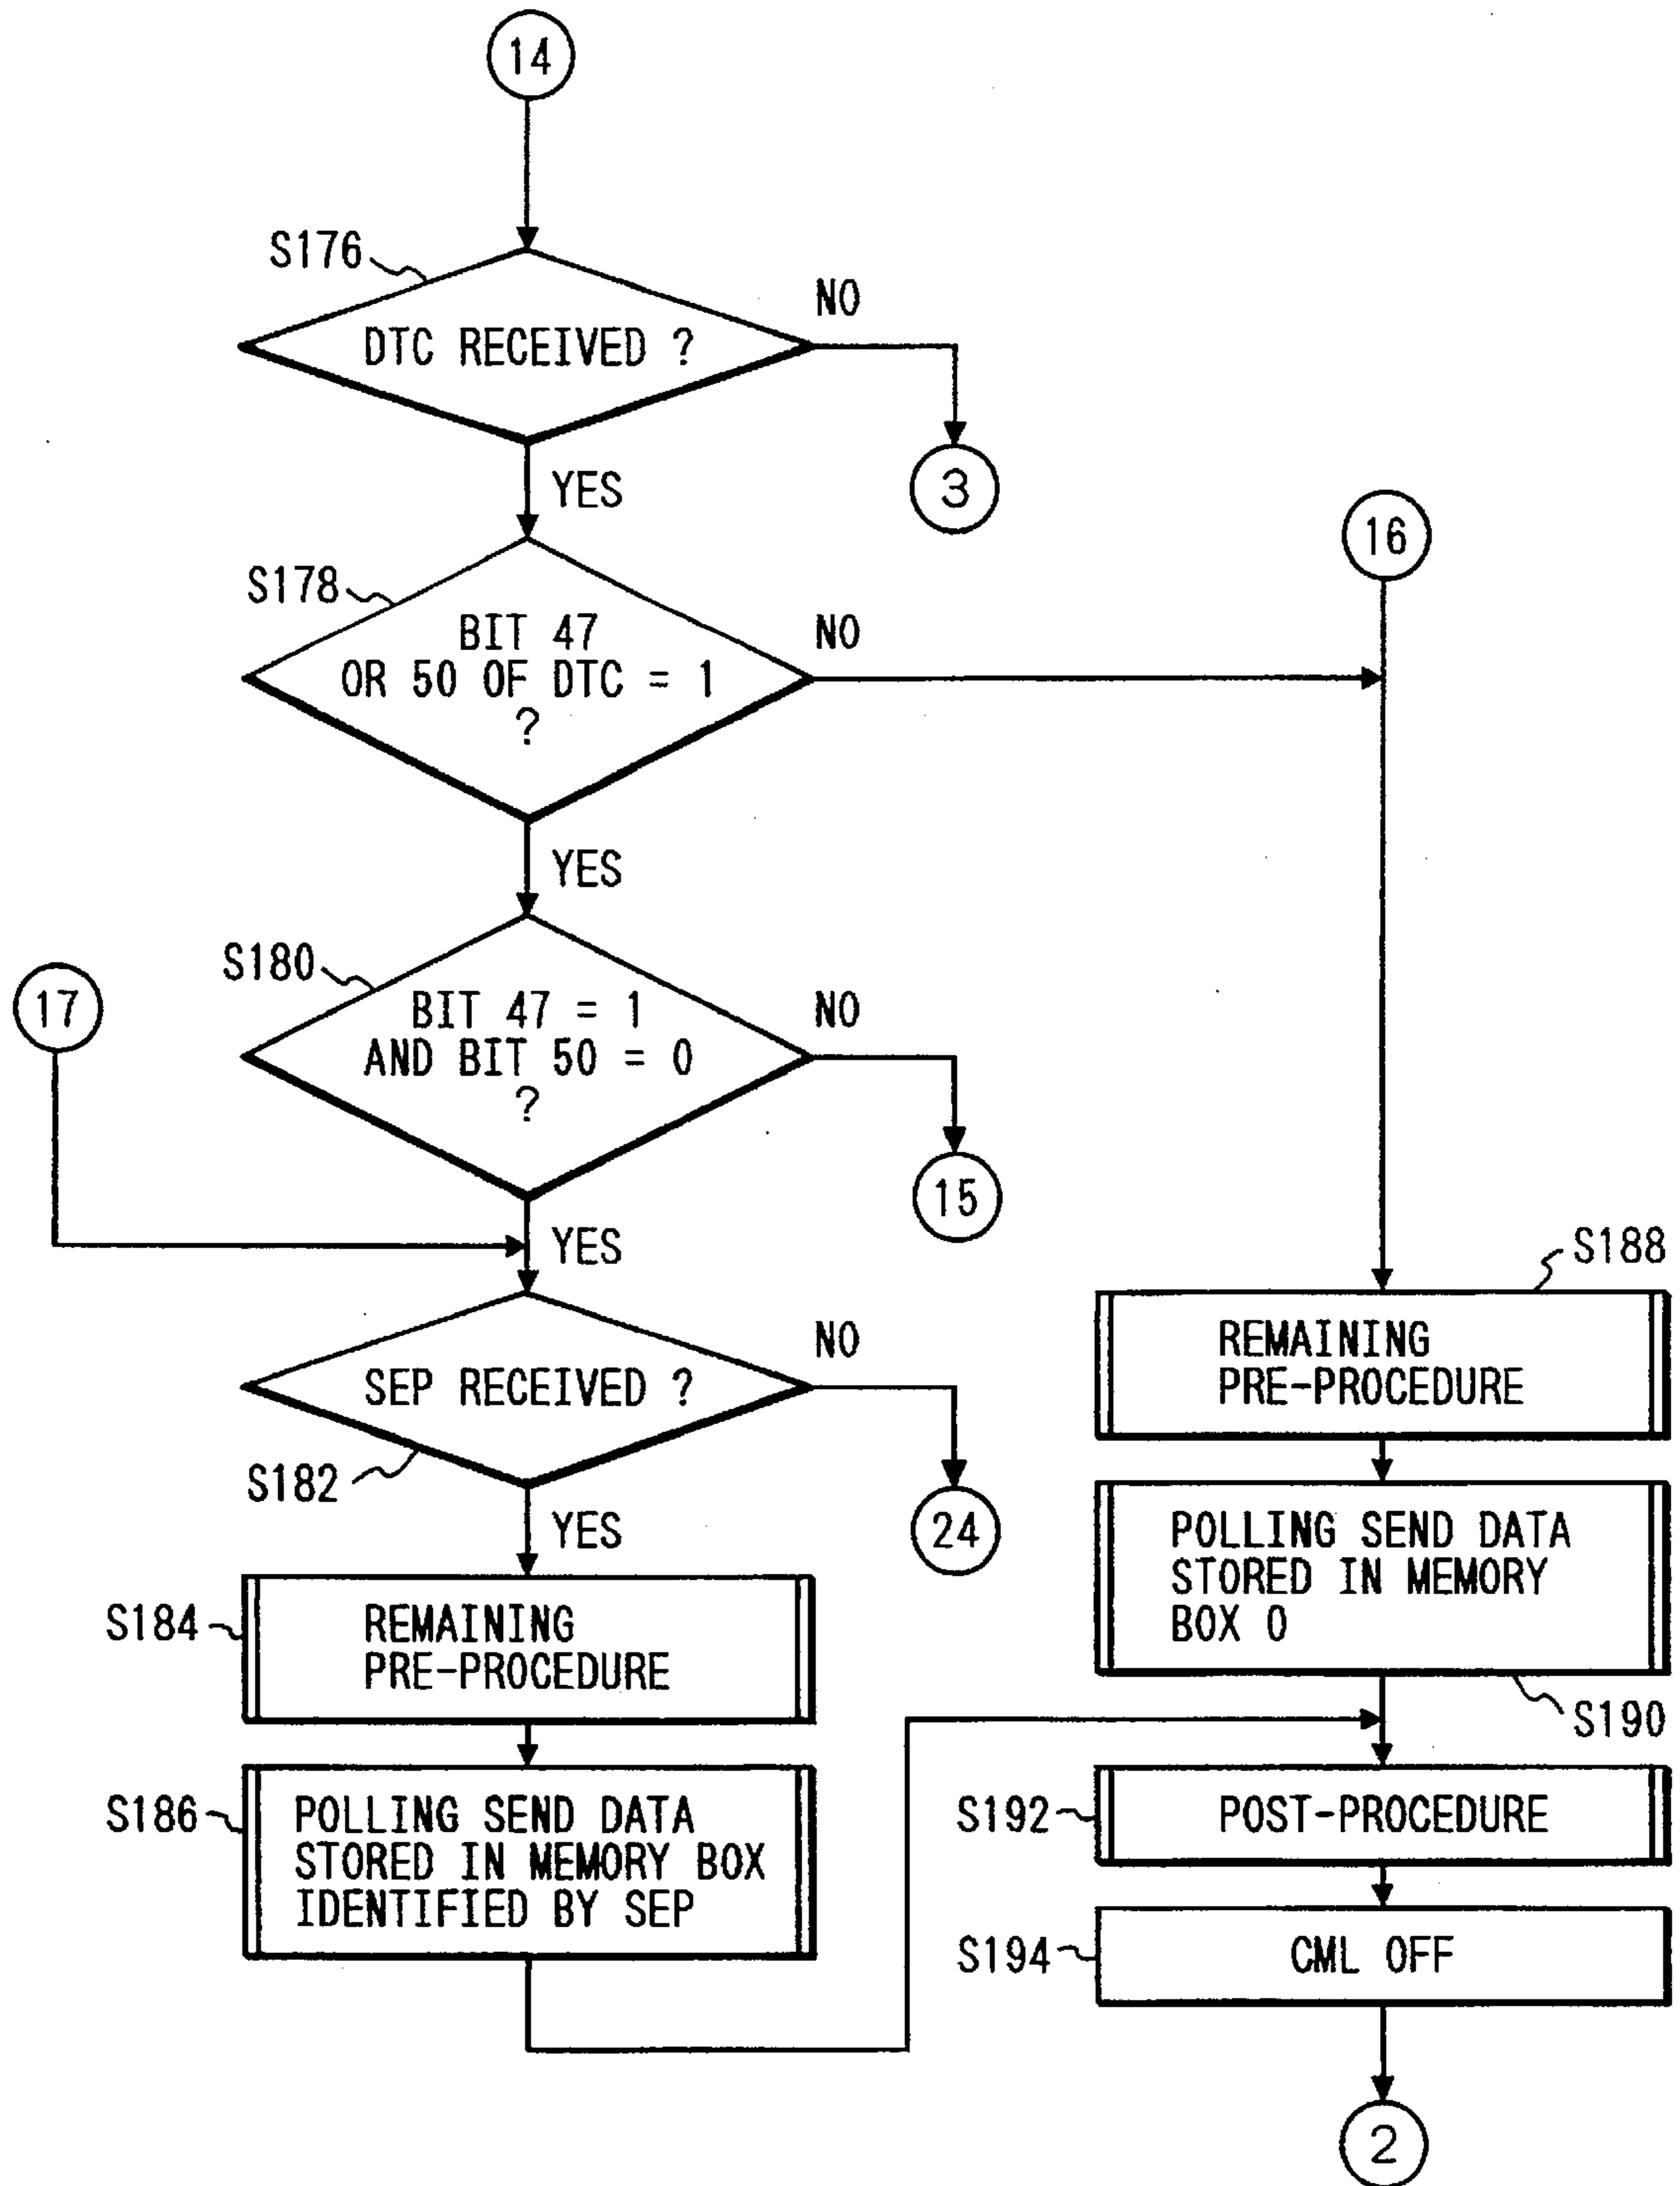 14
S176
DTC RECEIVED ?
NO
3
YES
S178
BIT 47
OR 50 OF DTC = 1
?
NO
16
YES
S180
BIT 47 = 1
AND BIT 50 = 0
?
NO
15
17
YES
SEP RECEIVED ?
NO
S182
24
YES
S184
REMAINING
PRE-PROCEDURE
S186
POLLING SEND DATA
STORED IN MEMORY BOX
IDENTIFIED BY SEP
S188
REMAINING
PRE-PROCEDURE
POLLING SEND DATA
STORED IN MEMORY
BOX 0
S190
S192
POST-PROCEDURE
S194
CML OFF
2